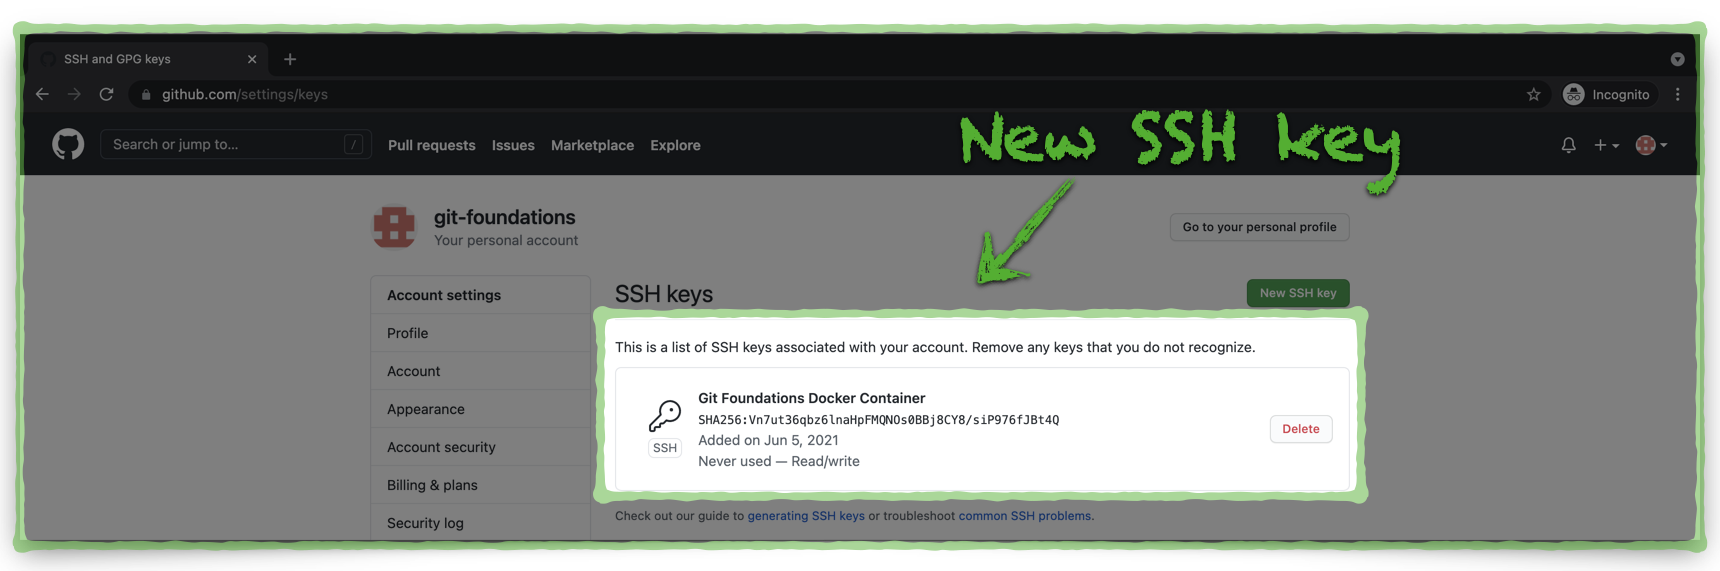 SSH and GPG keys
github.com/settings/keys
Incognito
Search or jump to...
/
Pull requests
Issues
Marketplace
Explore
New SSH key
git-foundations
Your personal account
Go to your personal profile
Account settings
Profile
Account
Appearance
Account security
Billing & plans
Security log
SSH keys
New SSH key
This is a list of SSH keys associated with your account. Remove any keys that you do not recognize.
Git Foundations Docker Container
SHA256:Vn7ut36qbz6lnaHpFMQNOs0BBj8CY8/siP976fJBt4Q
Added on Jun 5, 2021
Never used — Read/write
SSH
Delete
Check out our guide to generating SSH keys or troubleshoot common SSH problems.